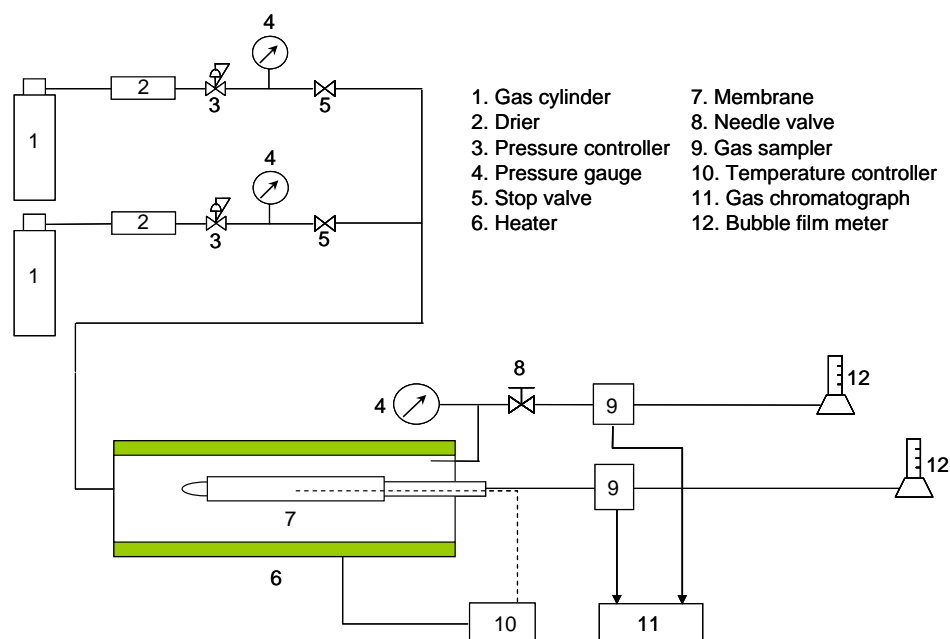 4
2
3
5
1
4
2
3
5
1
1. Gas cylinder
2. Drier
3. Pressure controller
4. Pressure gauge
5. Stop valve
6. Heater
7. Membrane
8. Needle valve
9. Gas sampler
10. Temperature controller
11. Gas chromatograph
12. Bubble film meter
8
4
9
12
12
9
7
6
10
11